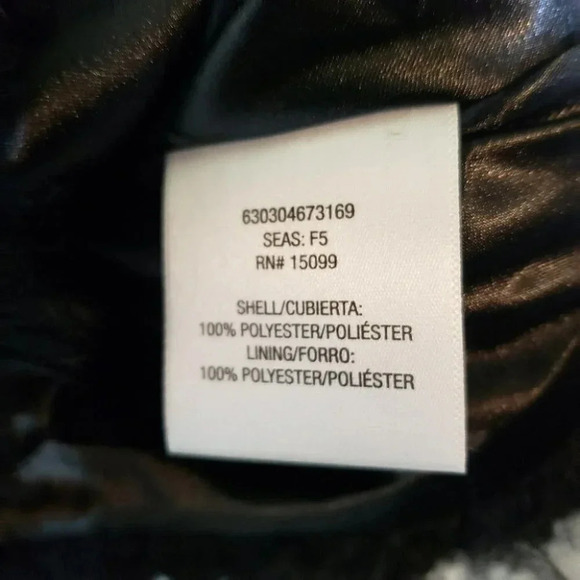 630304673169
SEAS: F5
RN# 15099
SHELL/CUBIERTA:
100% POLYESTER/POLIÉSTER
LINING/FORRO:
100% POLYESTER/POLIÉSTER